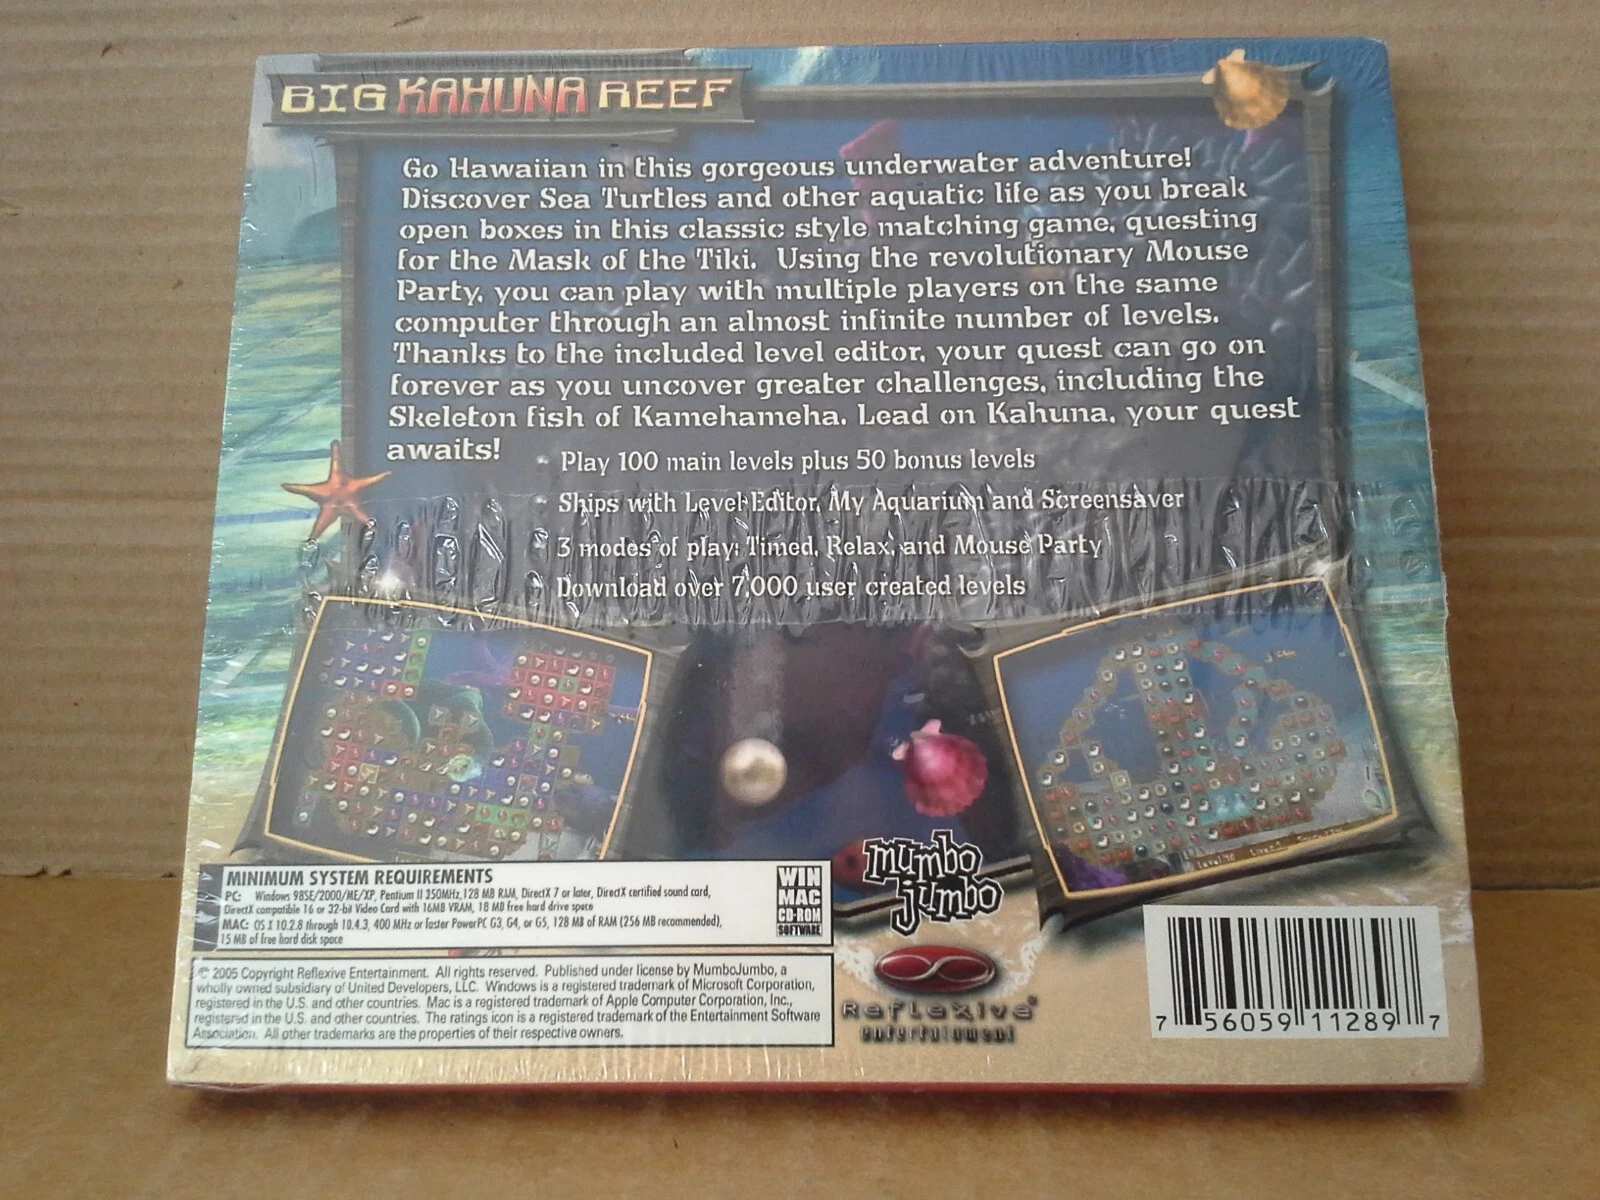 BIG KAHUNA REEF
Go Hawaiian in this gorgeous underwater adventure!
Discover Sea Turtles and other aquatic life as you break
open boxes in this classic style matching game, questing
for the Mask of the Tiki. Using the revolutionary Mouse
Party, you can play with multiple players on the same
computer through an almost infinite number of levels.
Thanks to the included level editor, your quest can go on
forever as you uncover greater challenges, including the
Skeleton fish of Kamehameha. Lead on Kahuna, your quest
awaits!
• Play 100 main levels plus 50 bonus levels
• Ships with Level Editor, My Aquarium and Screensaver
• 3 modes of play: Timed, Relax, and Mouse Party
• Download over 7,000 user created levels
MINIMUM SYSTEM REQUIREMENTS
PC: Windows 98SE/2000/ME/XP, Pentium II 350MHz, 128 MB RAM, DirectX 7 or later, DirectX certified sound card,
DirectX compatible 16 or 32-bit Video Card with 16MB VRAM, 18 MB free hard drive space
MAC: OS X 10.2.8 through 10.4.3, 400 MHz or faster PowerPC G3, G4, or G5, 128 MB of RAM (256 MB recommended),
15 MB of free hard disk space
WIN
MAC
CD-ROM
SOFTWARE
© 2005 Copyright Reflexive Entertainment. All rights reserved. Published under license by MumboJumbo, a
wholly owned subsidiary of United Developers, LLC. Windows is a registered trademark of Microsoft Corporation,
registered in the U.S. and other countries. Mac is a registered trademark of Apple Computer Corporation, Inc.,
registered in the U.S. and other countries. The ratings icon is a registered trademark of the Entertainment Software
Association. All other trademarks are the properties of their respective owners.
mumbo
jumbo
Reflexive®
entertainment
7 56059 11289 7